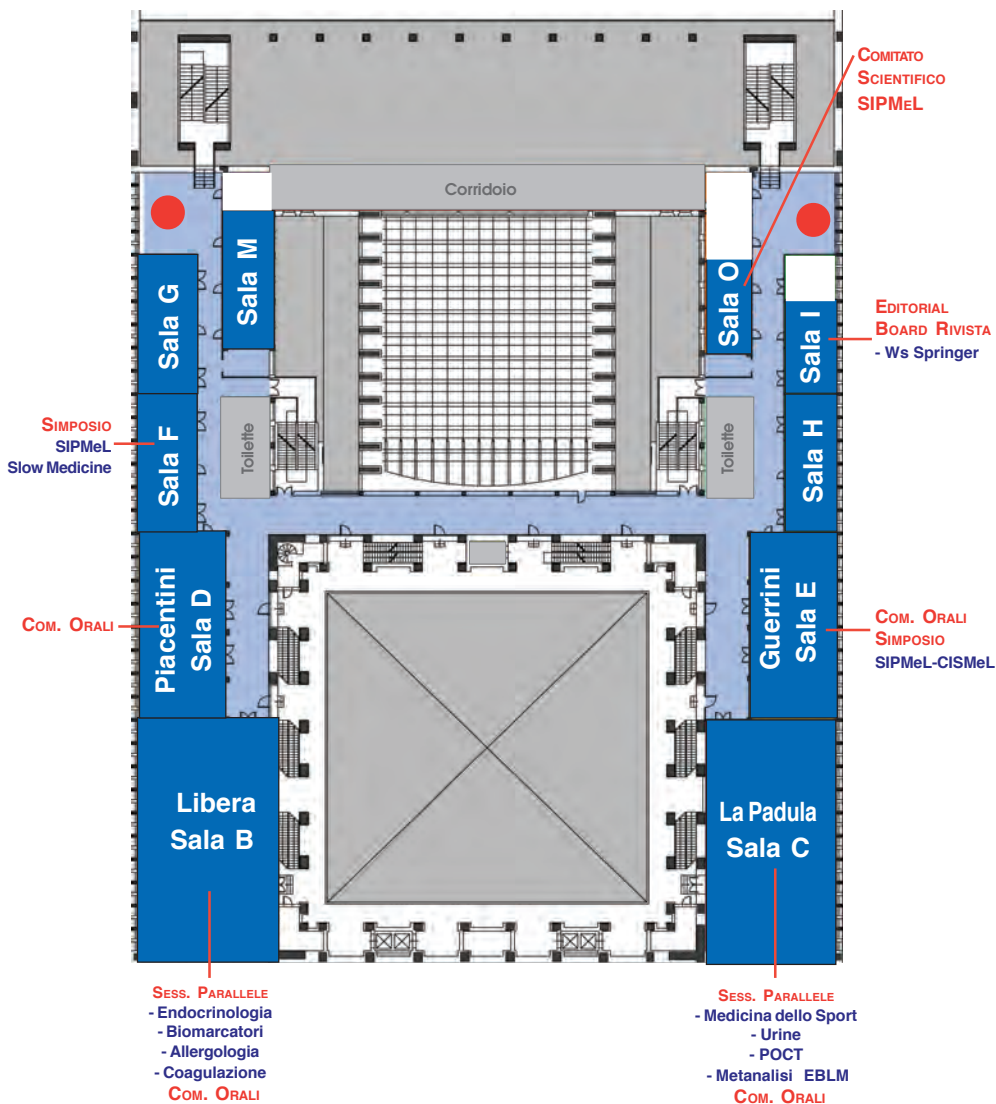 Comitato
Scientifico
SIPMeL
Corridoio
Sala M
Sala O
Sala G
Sala I
Editorial
Board Rivista
- Ws Springer
Simposio
SIPMeL
Slow Medicine
Sala F
Toilette
Toilette
Sala H
Com. Orali
Piacentini
Sala D
Guerrini
Sala E
Com. Orali
Simposio
SIPMeL-CISMeL
Libera
Sala B
La Padula
Sala C
Sess. Parallele
- Endocrinologia
- Biomarcatori
- Allergologia
- Coagulazione
Com. Orali
Sess. Parallele
- Medicina dello Sport
- Urine
- POCT
- Metanalisi EBLM
Com. Orali